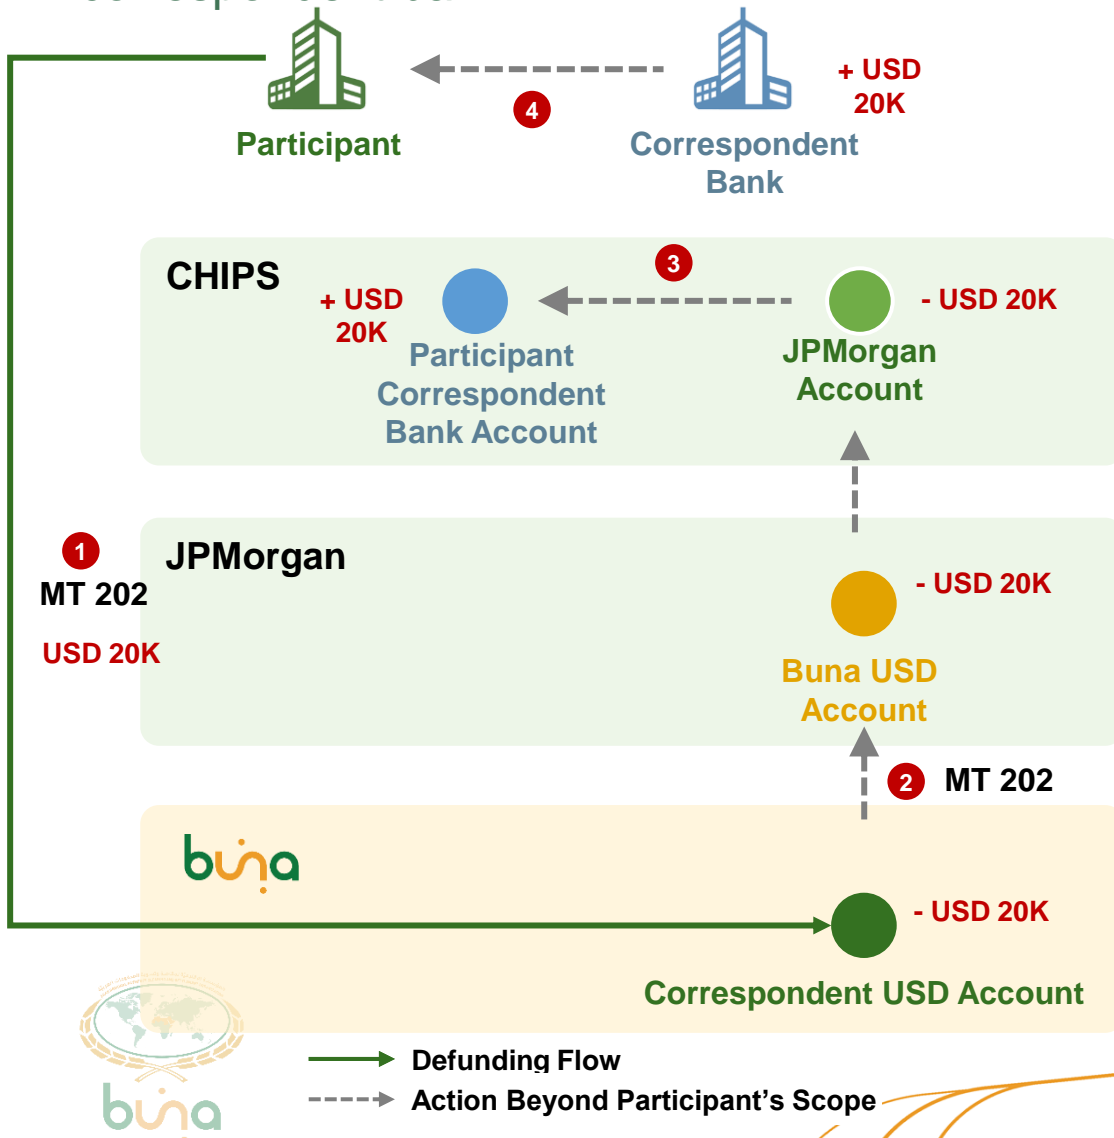 4
+ USD
20K
Participant
Correspondent
Bank
CHIPS
3
+ USD
20K
- USD 20K
Participant
Correspondent
Bank Account
JPMorgan
Account
1
MT 202
USD 20K
JPMorgan
- USD 20K
Buna USD
Account
2
MT 202
buna
- USD 20K
Correspondent USD Account
buna
Defunding Flow
Action Beyond Participant's Scope